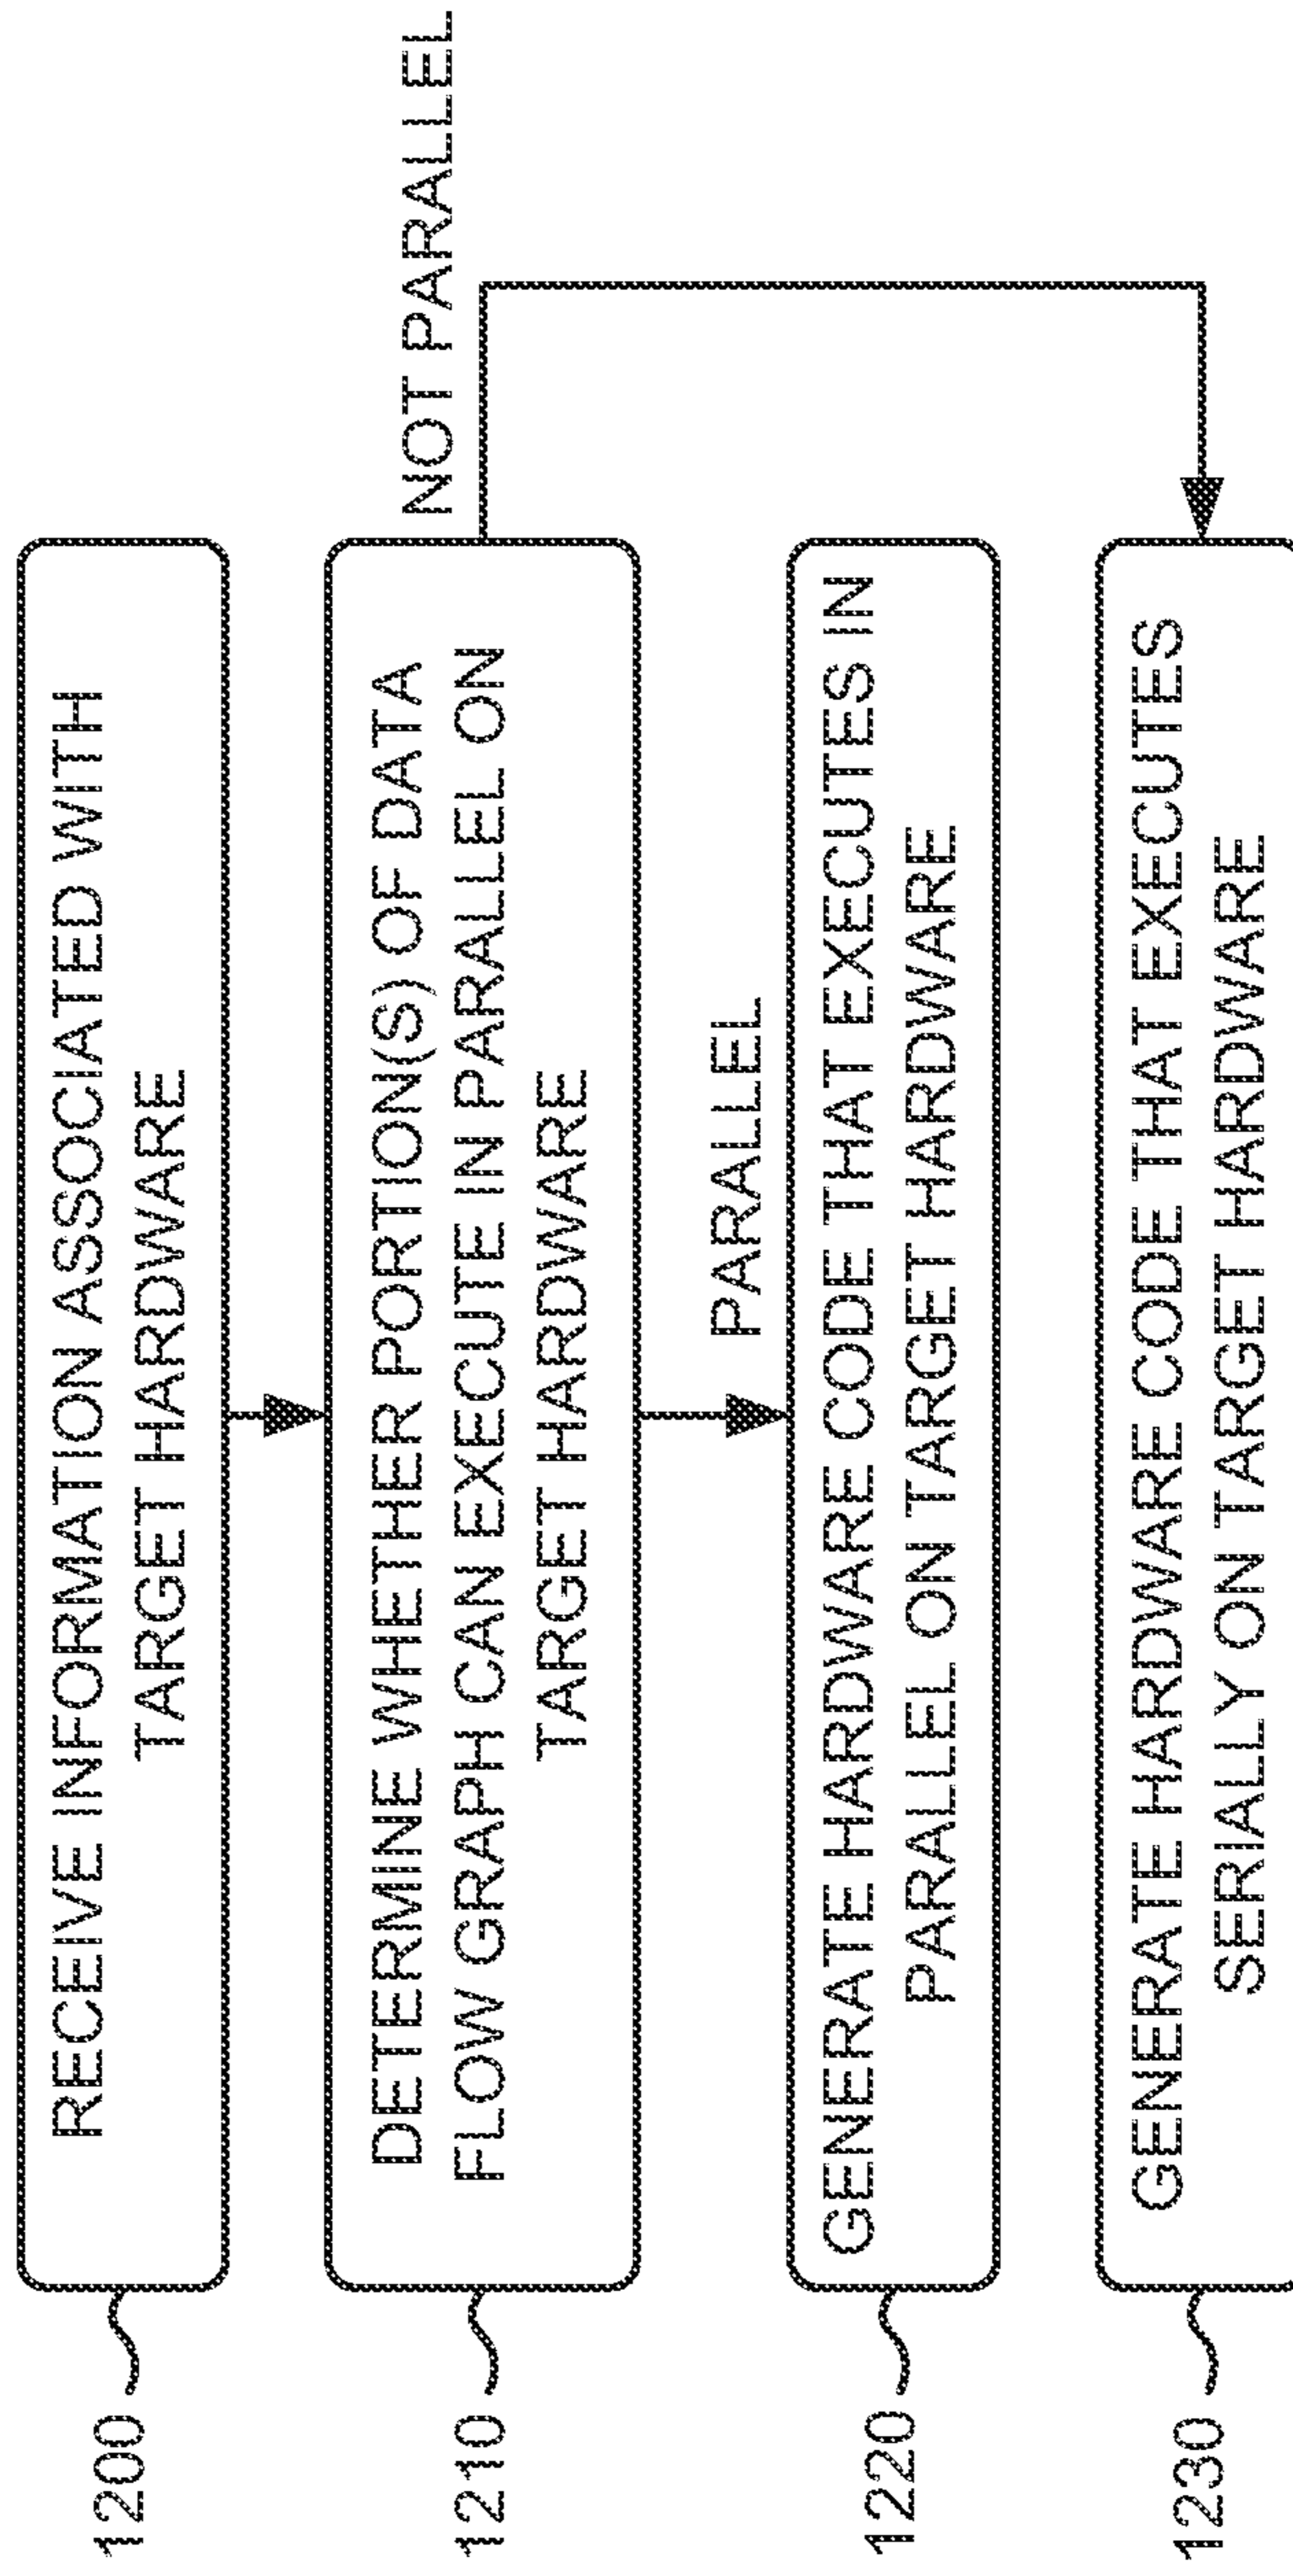 1200
RECEIVE INFORMATION ASSOCIATED WITH
TARGET HARDWARE
1210
DETERMINE WHETHER PORTION(S) OF DATA
FLOW GRAPH CAN EXECUTE IN PARALLEL ON
TARGET HARDWARE
NOT PARALLEL
PARALLEL
1220
GENERATE HARDWARE CODE THAT EXECUTES IN
PARALLEL ON TARGET HARDWARE
1230
GENERATE HARDWARE CODE THAT EXECUTES
SERIALLY ON TARGET HARDWARE